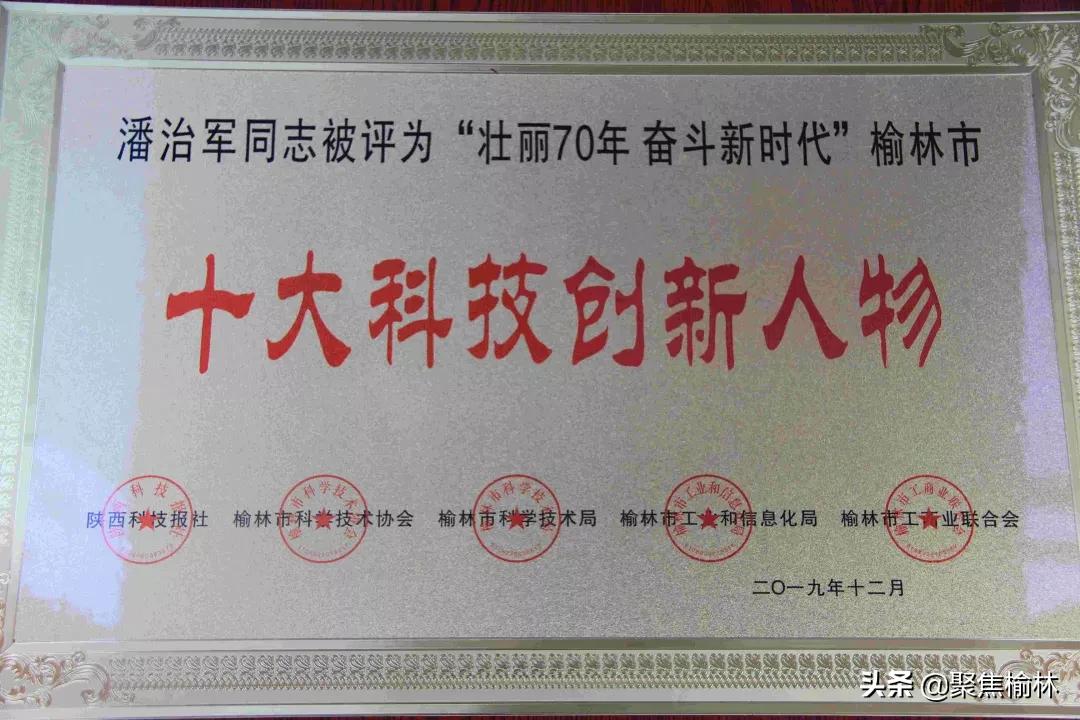 潘治军同志被评为“壮丽70年 奋斗新时代”榆林市
十大科技创新人物
陕西科技报社 榆林市科学技术协会 榆林市科学技术局 榆林市工业和信息化局 榆林市工商业联合会
二〇一九年十二月
头条 @聚焦榆林